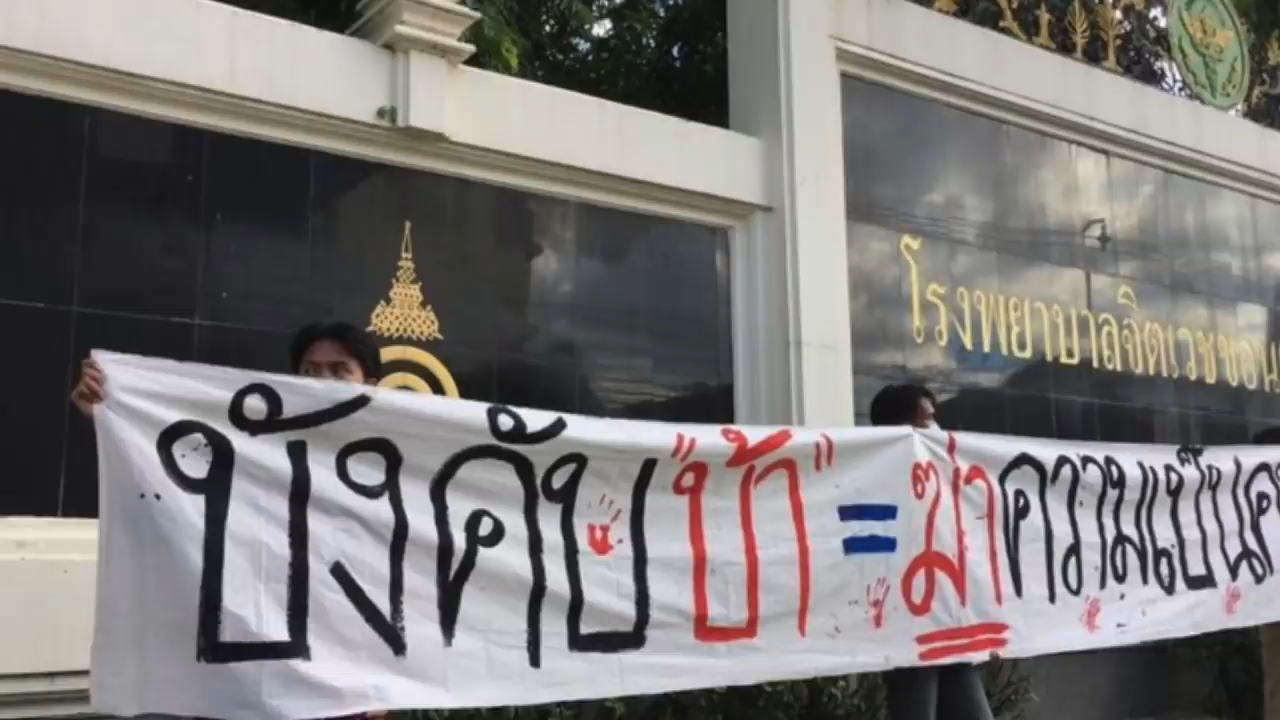 โรงพยาบาลจิตเวชขอน
บังคับ "บ้า" = ฆ่าความเป็นค